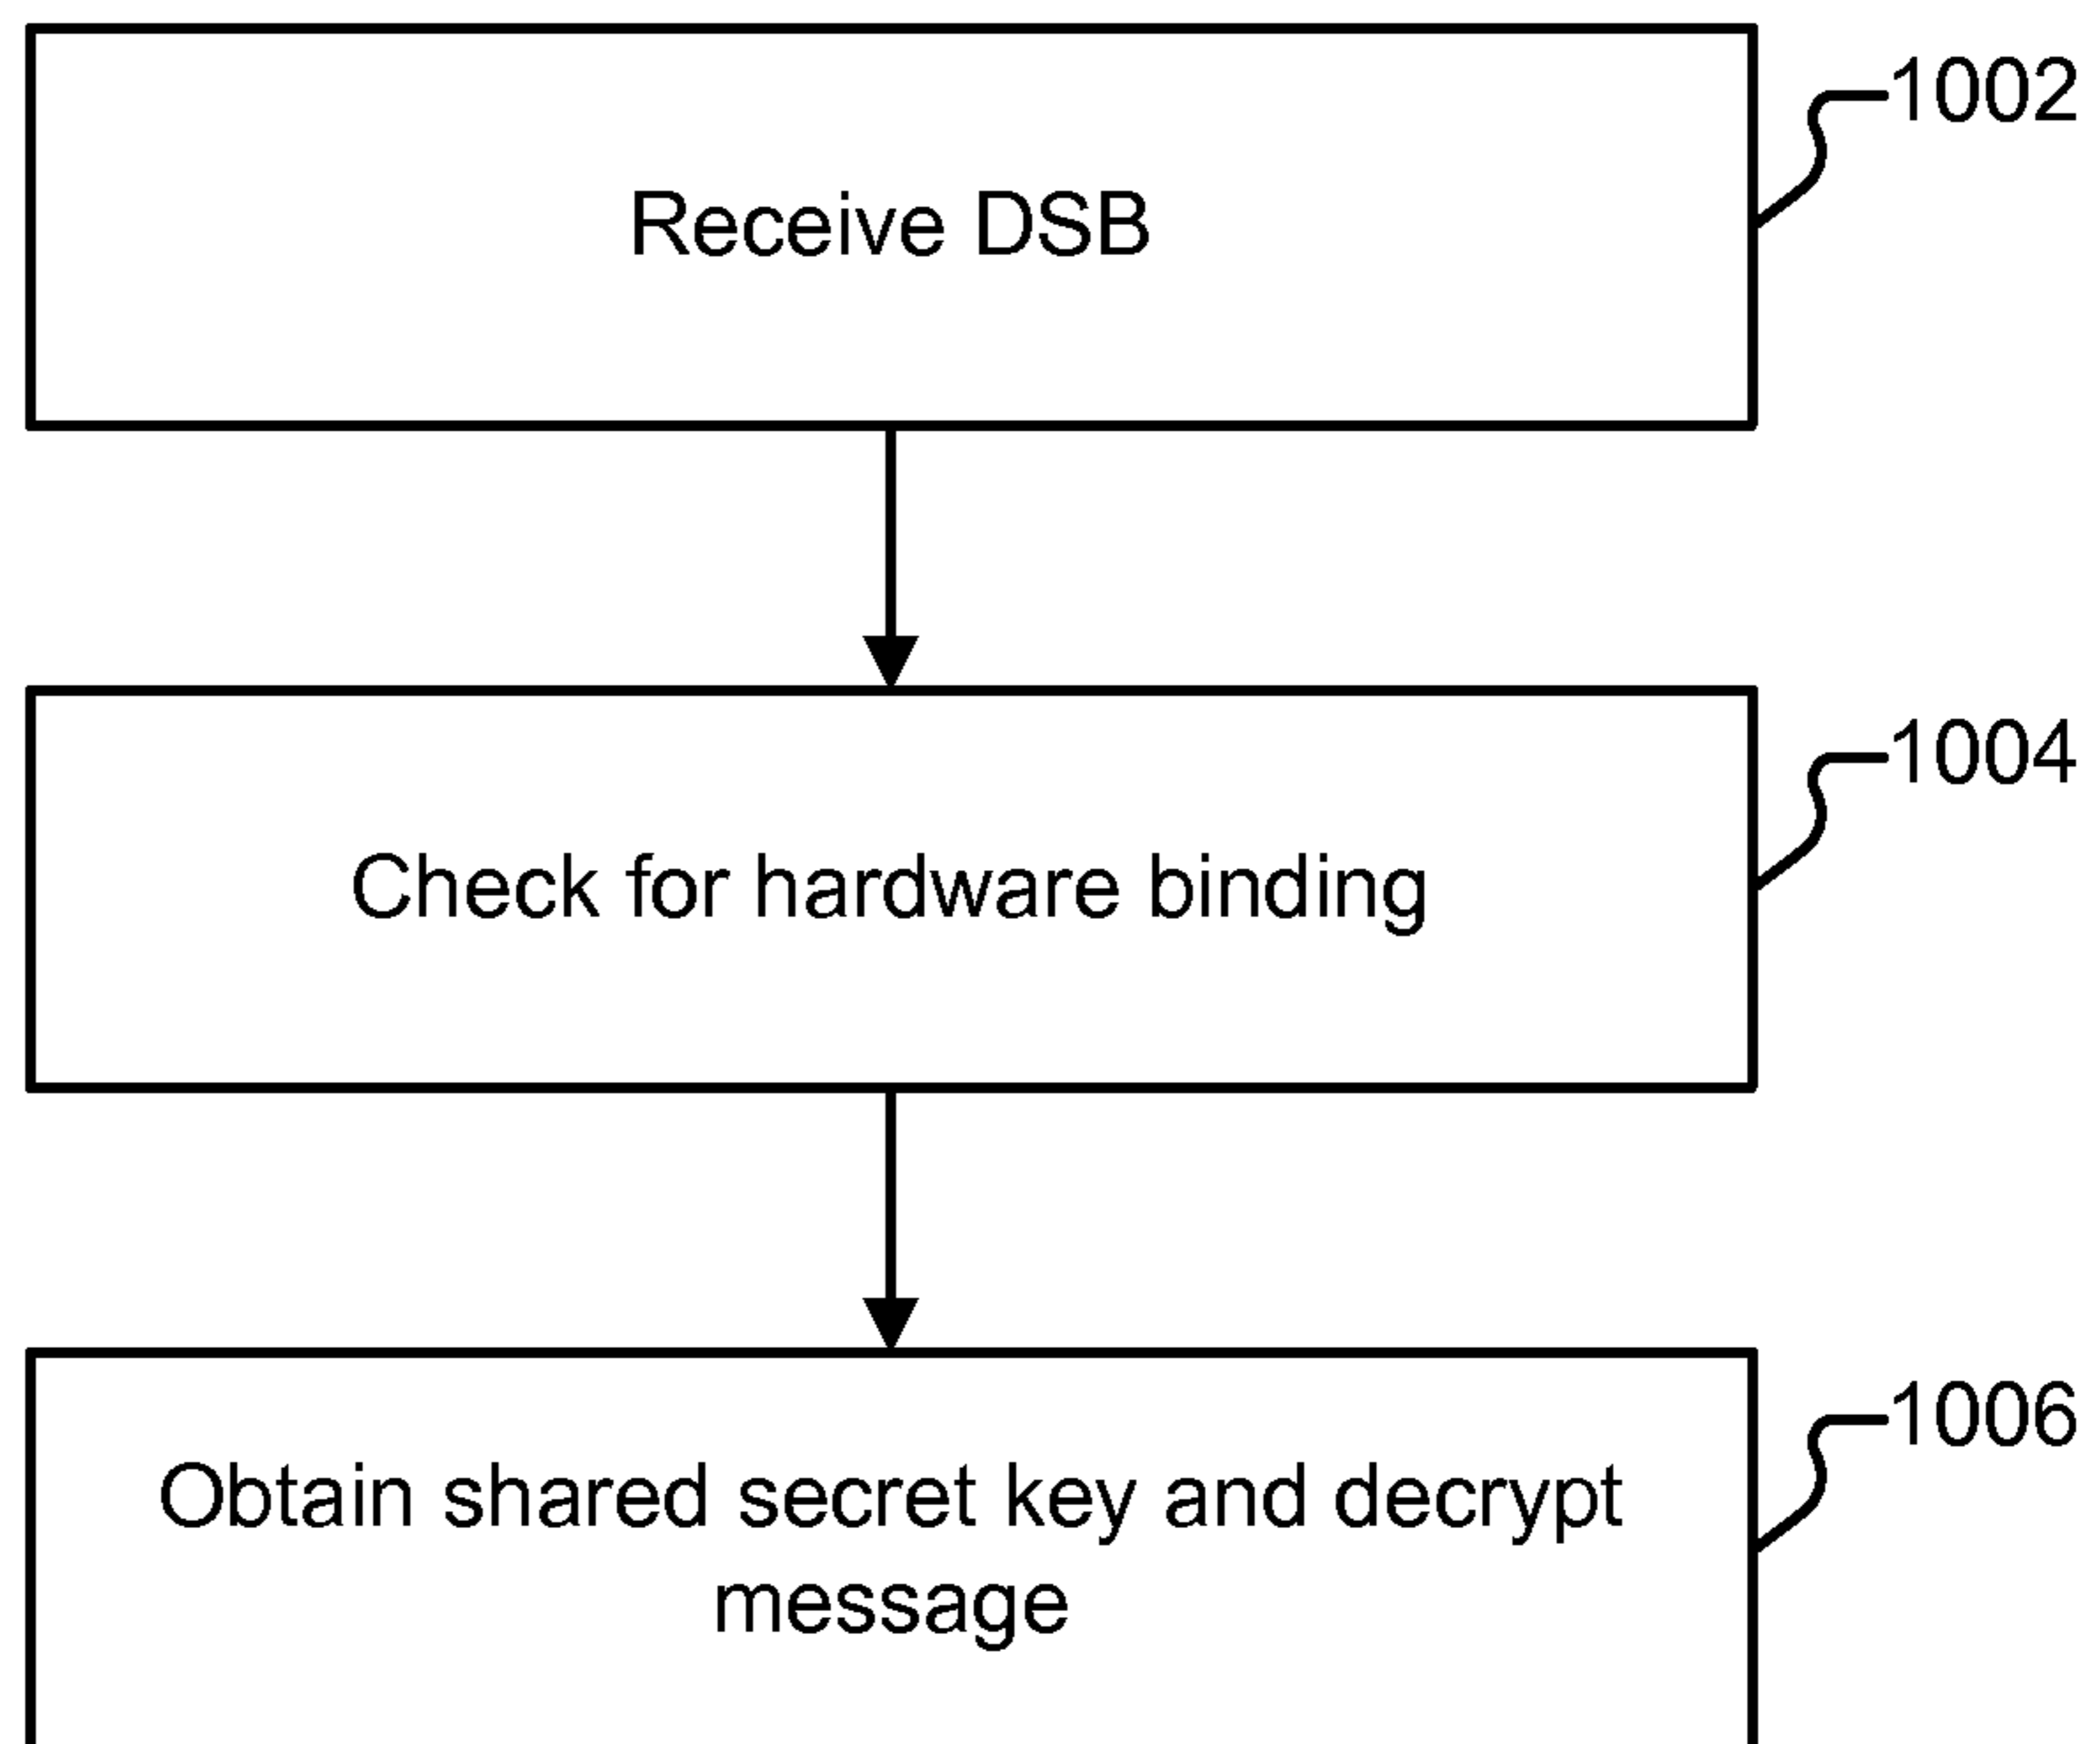 1002
Receive DSB
1004
Check for hardware binding
1006
Obtain shared secret key and decrypt
message